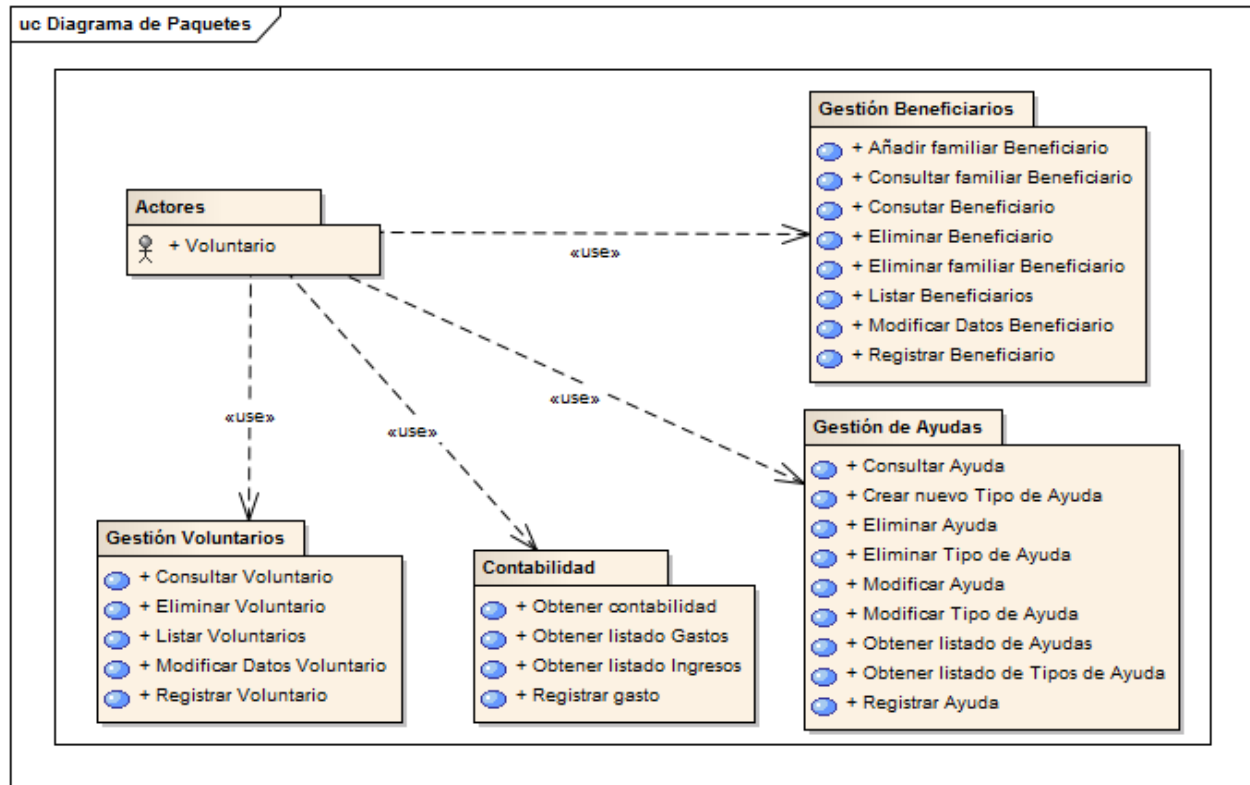 uc Diagrama de Paquetes
Gestión Beneficiarios
+ Añadir familiar Beneficiario
+ Consultar familiar Beneficiario
+ Consutar Beneficiario
+ Eliminar Beneficiario
+ Eliminar familiar Beneficiario
+ Listar Beneficiarios
+ Modificar Datos Beneficiario
+ Registrar Beneficiario
Actores
+ Voluntario
«use»
«use»
«use»
«use»
Gestión de Ayudas
+ Consultar Ayuda
+ Crear nuevo Tipo de Ayuda
+ Eliminar Ayuda
+ Eliminar Tipo de Ayuda
+ Modificar Ayuda
+ Modificar Tipo de Ayuda
+ Obtener listado de Ayudas
+ Obtener listado de Tipos de Ayuda
+ Registrar Ayuda
Gestión Voluntarios
+ Consultar Voluntario
+ Eliminar Voluntario
+ Listar Voluntarios
+ Modificar Datos Voluntario
+ Registrar Voluntario
Contabilidad
+ Obtener contabilidad
+ Obtener listado Gastos
+ Obtener listado Ingresos
+ Registrar gasto